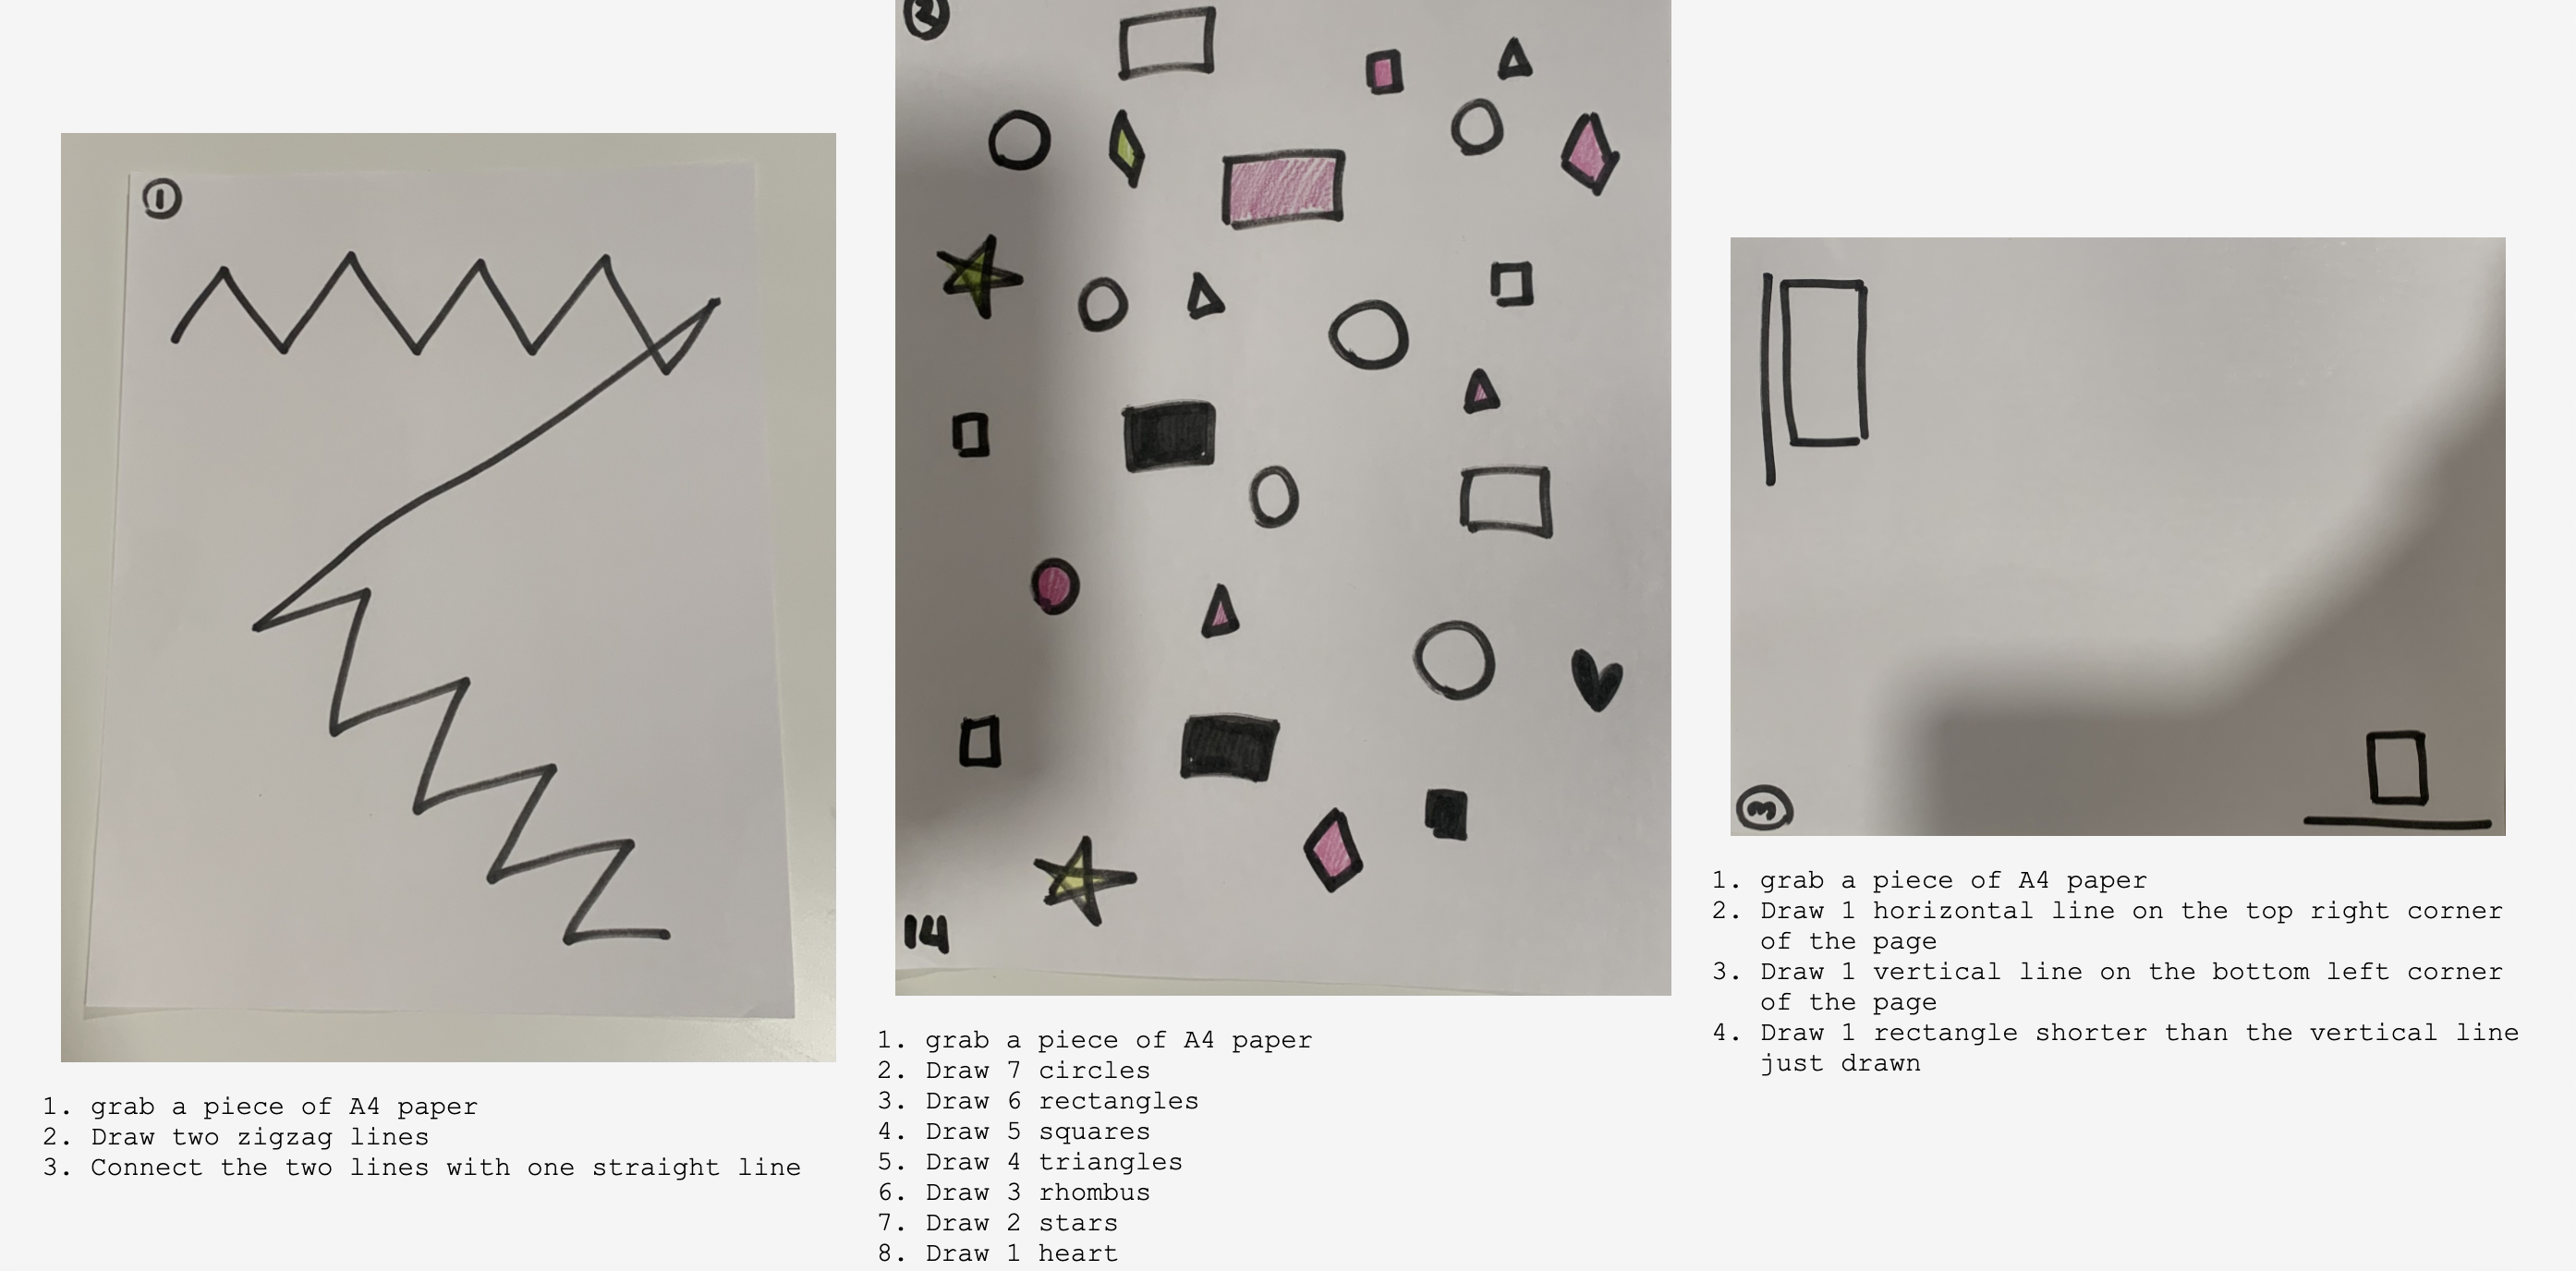 1
1. grab a piece of A4 paper
2. Draw two zigzag lines
3. Connect the two lines with one straight line
2
14
1. grab a piece of A4 paper
2. Draw 7 circles
3. Draw 6 rectangles
4. Draw 5 squares
5. Draw 4 triangles
6. Draw 3 rhombus
7. Draw 2 stars
8. Draw 1 heart
3
1. grab a piece of A4 paper
2. Draw 1 horizontal line on the top right corner
of the page
3. Draw 1 vertical line on the bottom left corner
of the page
4. Draw 1 rectangle shorter than the vertical line
just drawn